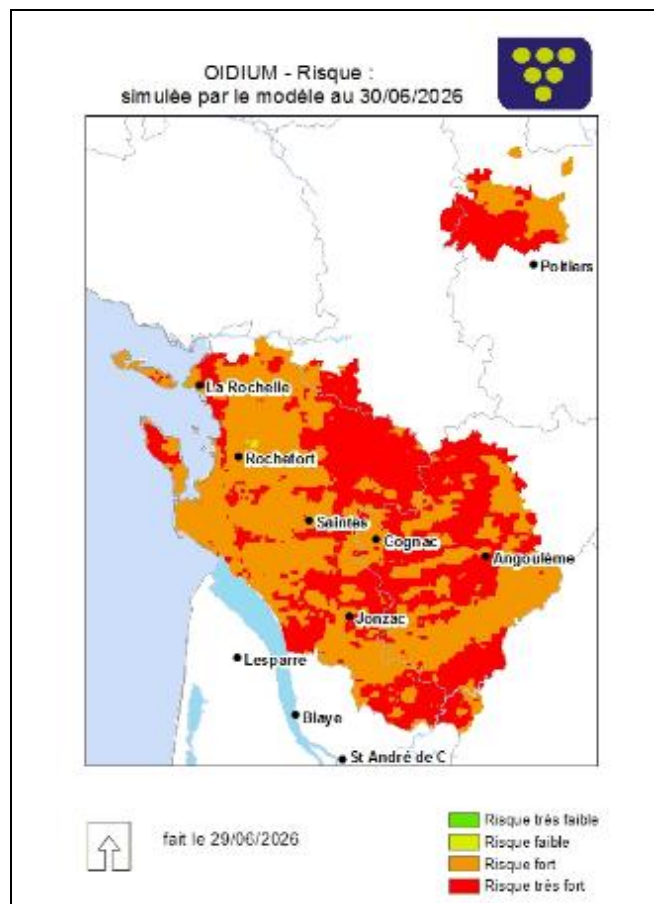 OIDIUM - Risque :
simulée par le modèle au 30/06/2026
Poitiers
La Rochelle
Rochefort
Saintes
Cognac
Angoulême
Jonzac
Lesparre
Blaye
St André de C
fait le 29/06/2026
Risque très faible
Risque faible
Risque fort
Risque très fort